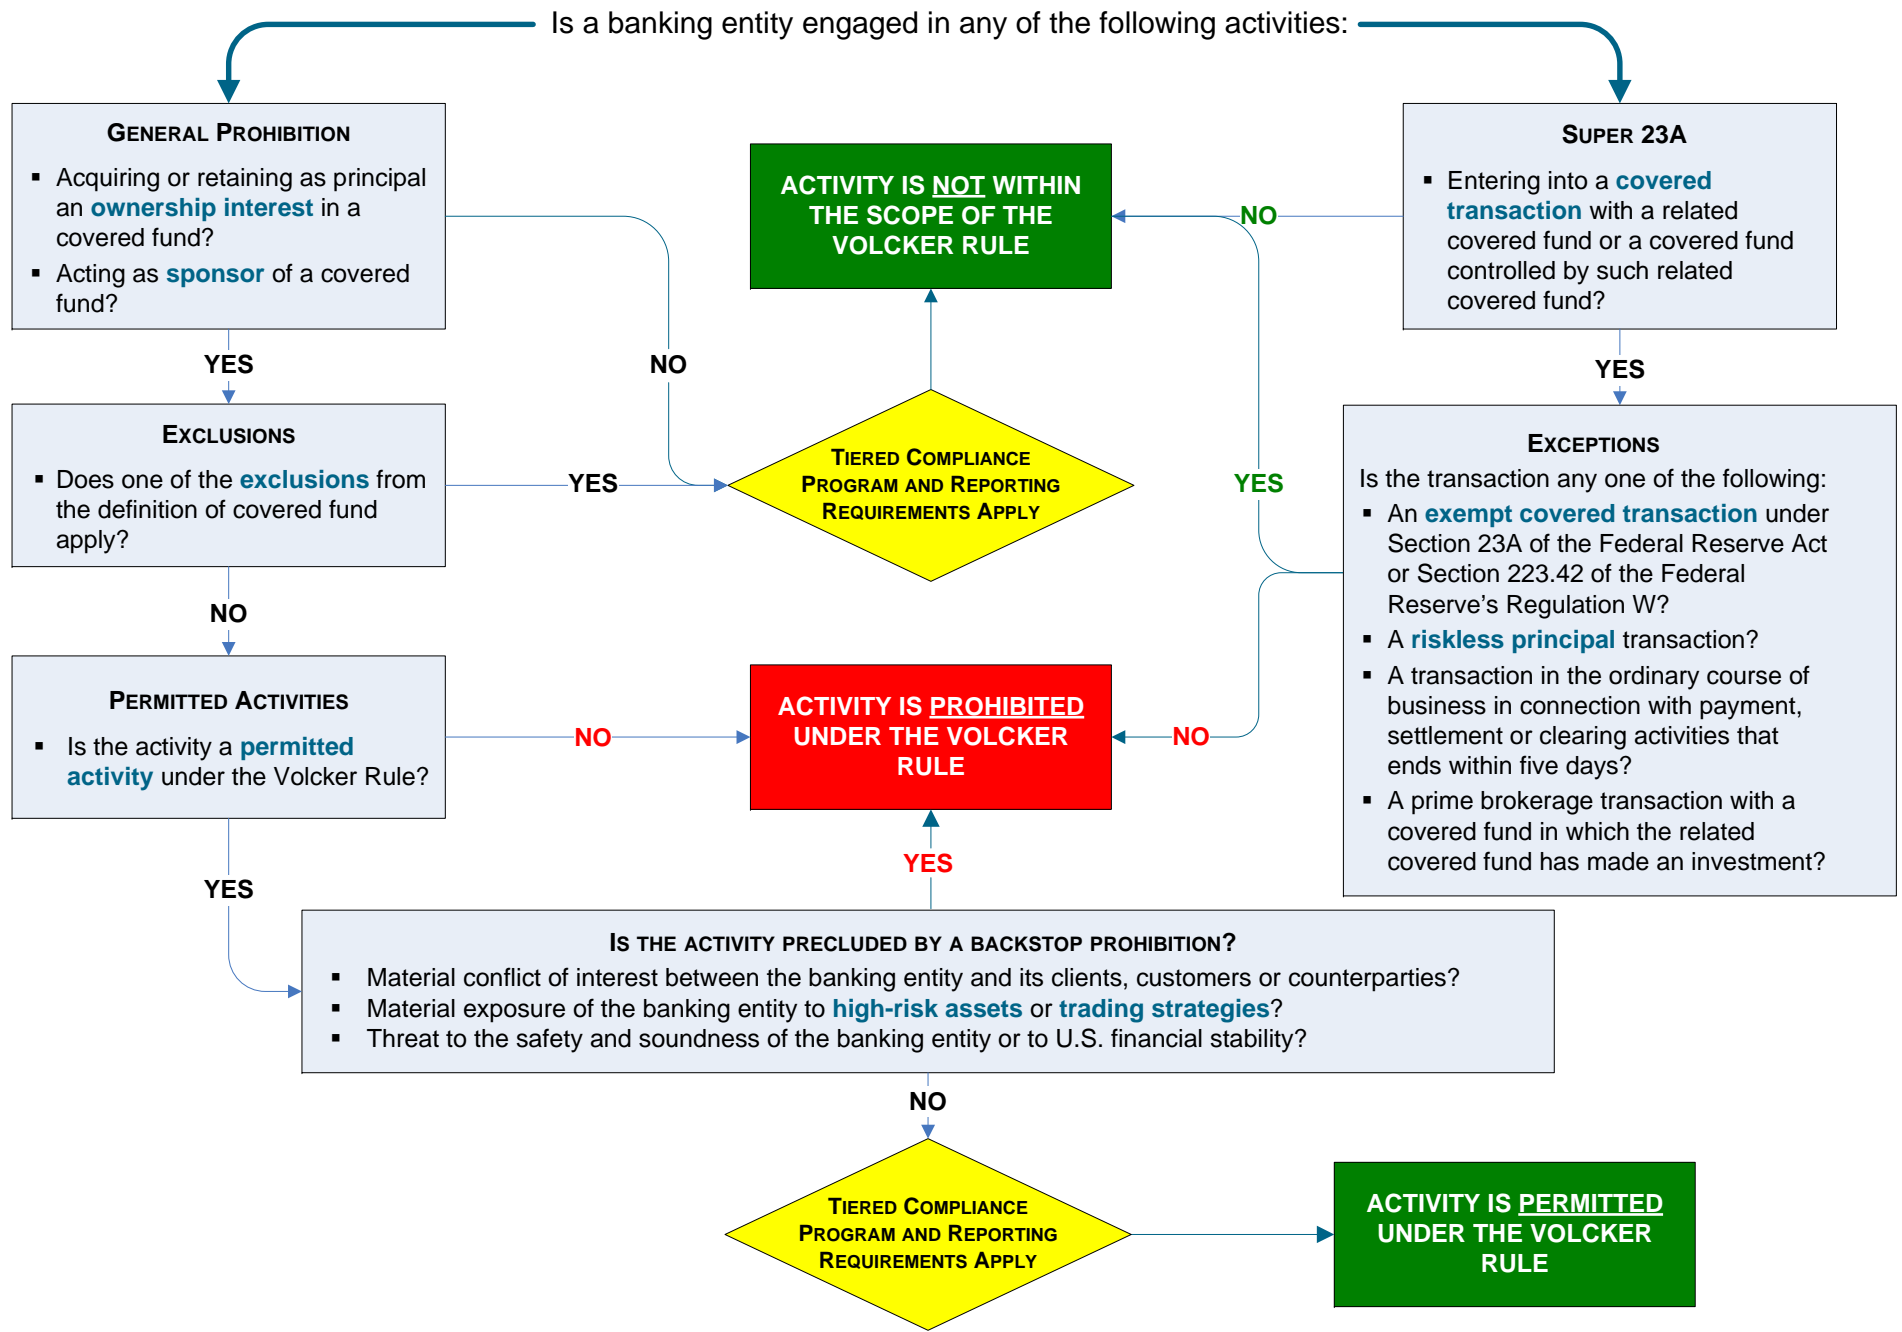 Is a banking entity engaged in any of the following activities:
GENERAL PROHIBITION
▪ Acquiring or retaining as principal
an ownership interest in a
covered fund?
▪ Acting as sponsor of a covered
fund?
YES
NO
EXCLUSIONS
▪ Does one of the exclusions from
the definition of covered fund
apply?
YES
NO
PERMITTED ACTIVITIES
▪ Is the activity a permitted
activity under the Volcker Rule?
NO
YES
ACTIVITY IS NOT WITHIN
THE SCOPE OF THE
VOLCKER RULE
TIERED COMPLIANCE
PROGRAM AND REPORTING
REQUIREMENTS APPLY
ACTIVITY IS PROHIBITED
UNDER THE VOLCKER
RULE
YES
SUPER 23A
▪ Entering into a covered
transaction with a related
covered fund or a covered fund
controlled by such related
covered fund?
NO
YES
EXCEPTIONS
Is the transaction any one of the following:
▪ An exempt covered transaction under
Section 23A of the Federal Reserve Act
or Section 223.42 of the Federal
Reserve’s Regulation W?
▪ A riskless principal transaction?
▪ A transaction in the ordinary course of
business in connection with payment,
settlement or clearing activities that
ends within five days?
▪ A prime brokerage transaction with a
covered fund in which the related
covered fund has made an investment?
YES
NO
IS THE ACTIVITY PRECLUDED BY A BACKSTOP PROHIBITION?
▪ Material conflict of interest between the banking entity and its clients, customers or counterparties?
▪ Material exposure of the banking entity to high-risk assets or trading strategies?
▪ Threat to the safety and soundness of the banking entity or to U.S. financial stability?
NO
TIERED COMPLIANCE
PROGRAM AND REPORTING
REQUIREMENTS APPLY
ACTIVITY IS PERMITTED
UNDER THE VOLCKER
RULE